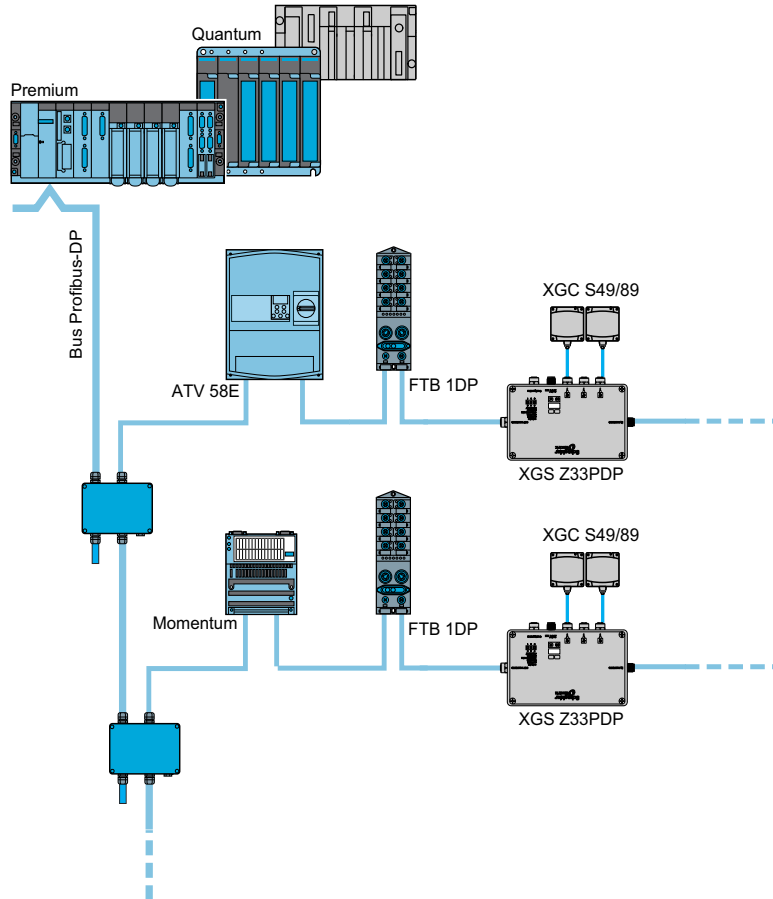 Quantum
Premium
Bus Profibus-DP
XGC S49/89
ATV 58E
FTB 1DP
XGS Z33PDP
XGC S49/89
Momentum
FTB 1DP
XGS Z33PDP